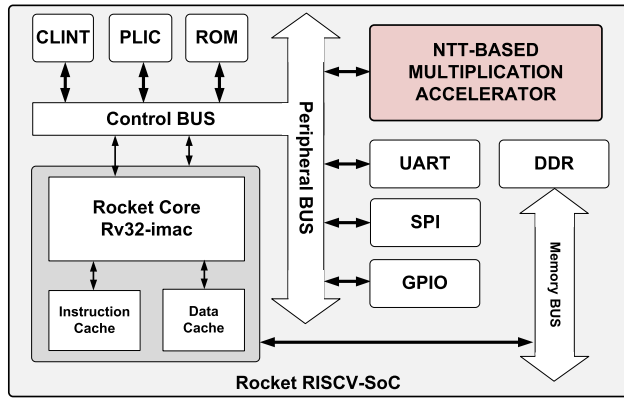 CLINT
PLIC
ROM
NTT-BASED
MULTIPLICATION
ACCELERATOR
Control BUS
Peripheral BUS
UART
DDR
Rocket Core
Rv32-imac
SPI
Memory BUS
GPIO
Instruction
Cache
Data
Cache
Rocket RISCV-SoC